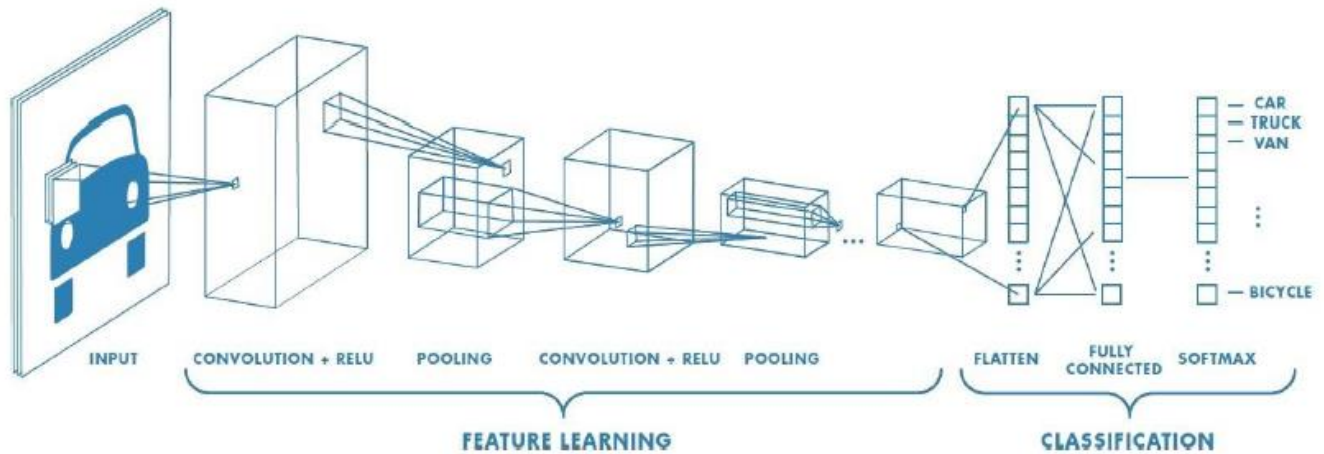 CAR
TRUCK
VAN
BICYCLE
INPUT
CONVOLUTION + RELU
POOLING
CONVOLUTION + RELU
POOLING
FLATTEN
FULLY
CONNECTED
SOFTMAX
FEATURE LEARNING
CLASSIFICATION